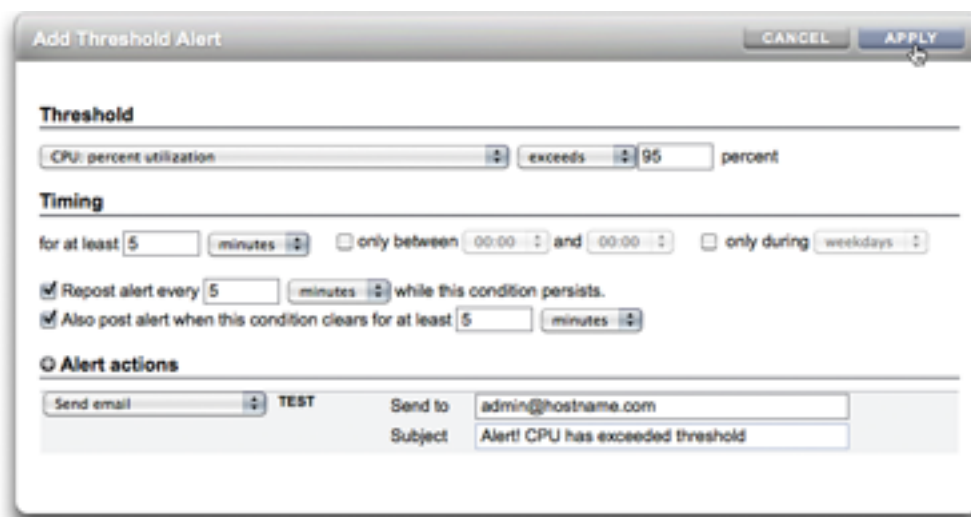 Add Threshold Alert CANCEL APPLY
Threshold
CPU: percent utilization exceeds 95 percent
Timing
for at least 5 minutes only between 00:00 and 00:00 only during weekdays
Repost alert every 5 minutes while this condition persists.
Also post alert when this condition clears for at least 5 minutes
Alert actions
Send email TEST Send to admin@hostname.com
Subject Alert! CPU has exceeded threshold